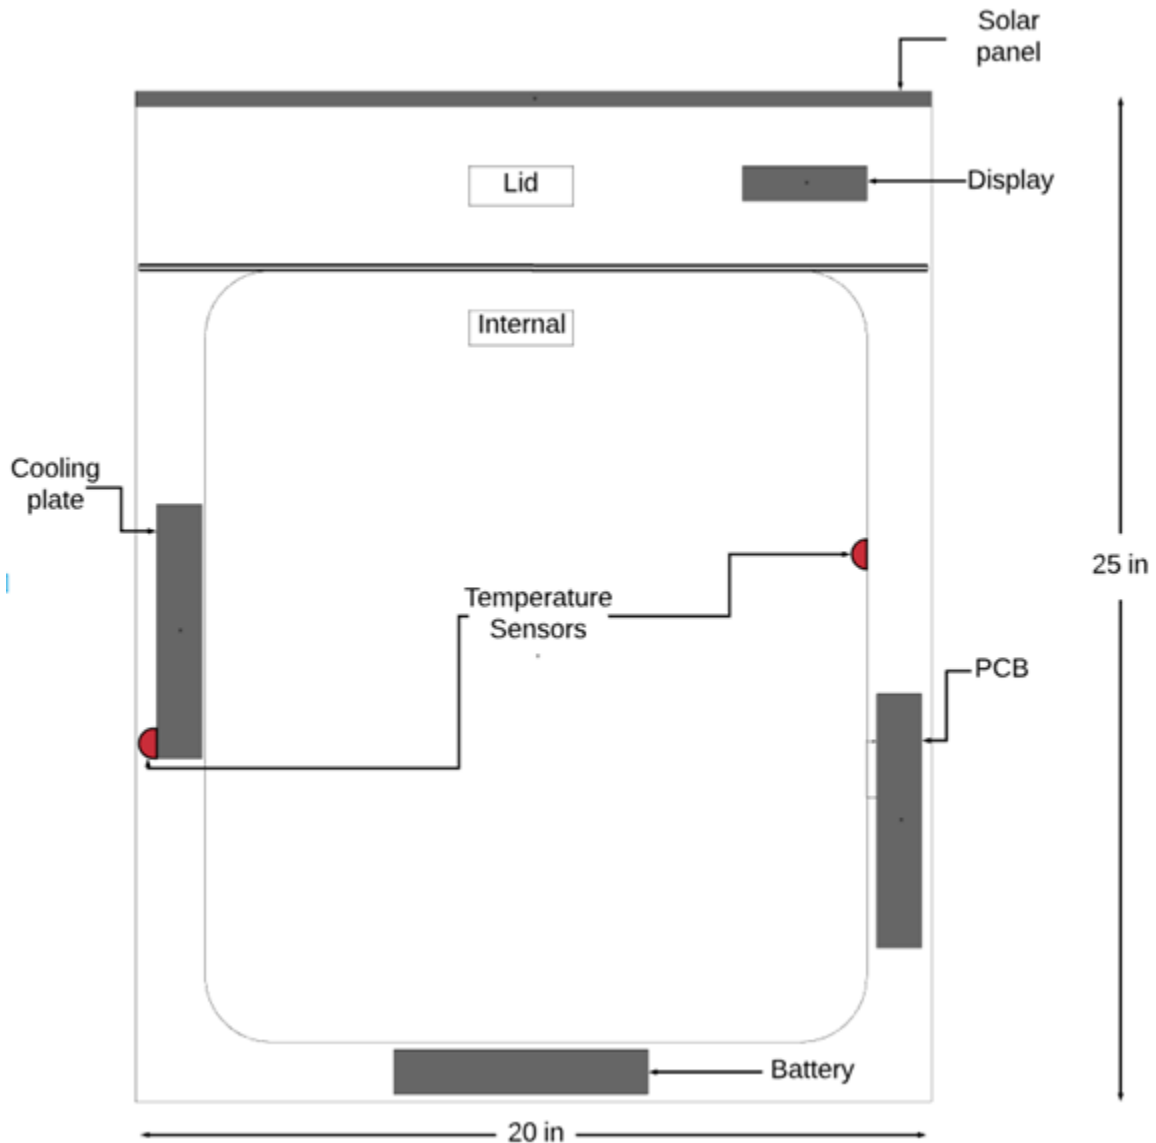 Solar
panel
Lid
Display
Internal
Cooling
plate
25 in
Temperature
Sensors
PCB
Battery
20 in